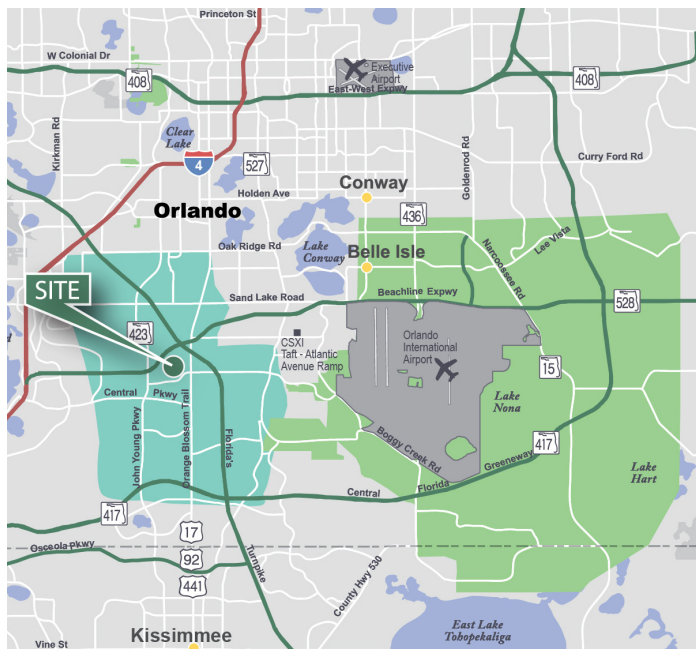 Princeton St
W Colonial Dr
408
Executive
Airport
East-West Expwy
408
Kirkman Rd
Clear
Lake
4
527
Goldenrod Rd
Curry Ford Rd
Holden Ave
Conway
Orlando
436
Oak Ridge Rd
Lake
Conway
Belle Isle
Narcoossee Rd
Lee Vista
SITE
Sand Lake Road
Beachline Expwy
528
423
CSXI
Taft - Atlantic
Avenue Ramp
Orlando
International
Airport
15
Central Pkwy
John Young Pkwy
Orange Blossom Trail
Florida's
Lake
Nona
Boggy Creek Rd
417
Central Florida Greeneway
Lake
Hart
417
17
Osceola Pkwy
92
Turnpike
441
County Hwy 530
East Lake
Tohopekaliga
Kissimmee
Vine St